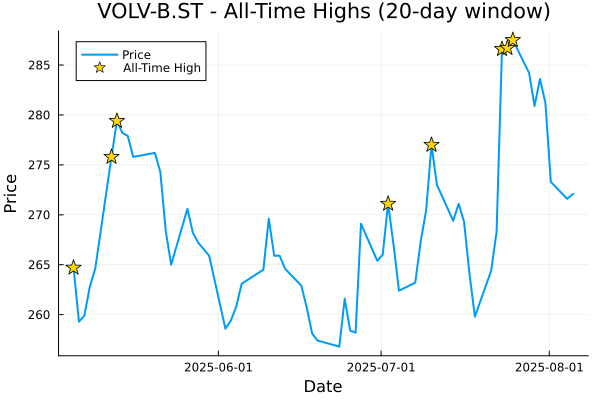 VOLV-B.ST - All-Time Highs (20-day window)
Price
All-Time High
285
280
275
270
265
260
Price
2025-06-01
2025-07-01
2025-08-01
Date